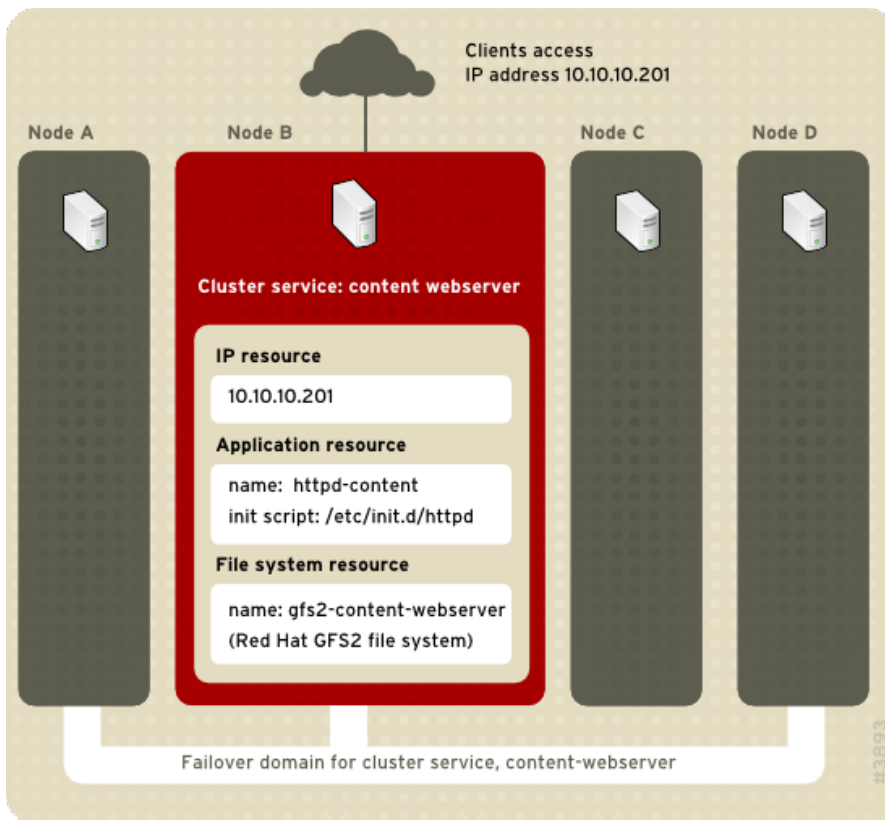 Clients access
IP address 10.10.10.201
Node A
Node B
Node C
Node D
Cluster service: content webserver
IP resource
10.10.10.201
Application resource
name: httpd-content
init script: /etc/init.d/httpd
File system resource
name: gfs2-content-webserver
(Red Hat GFS2 file system)
Failover domain for cluster service, content-webserver
#3893